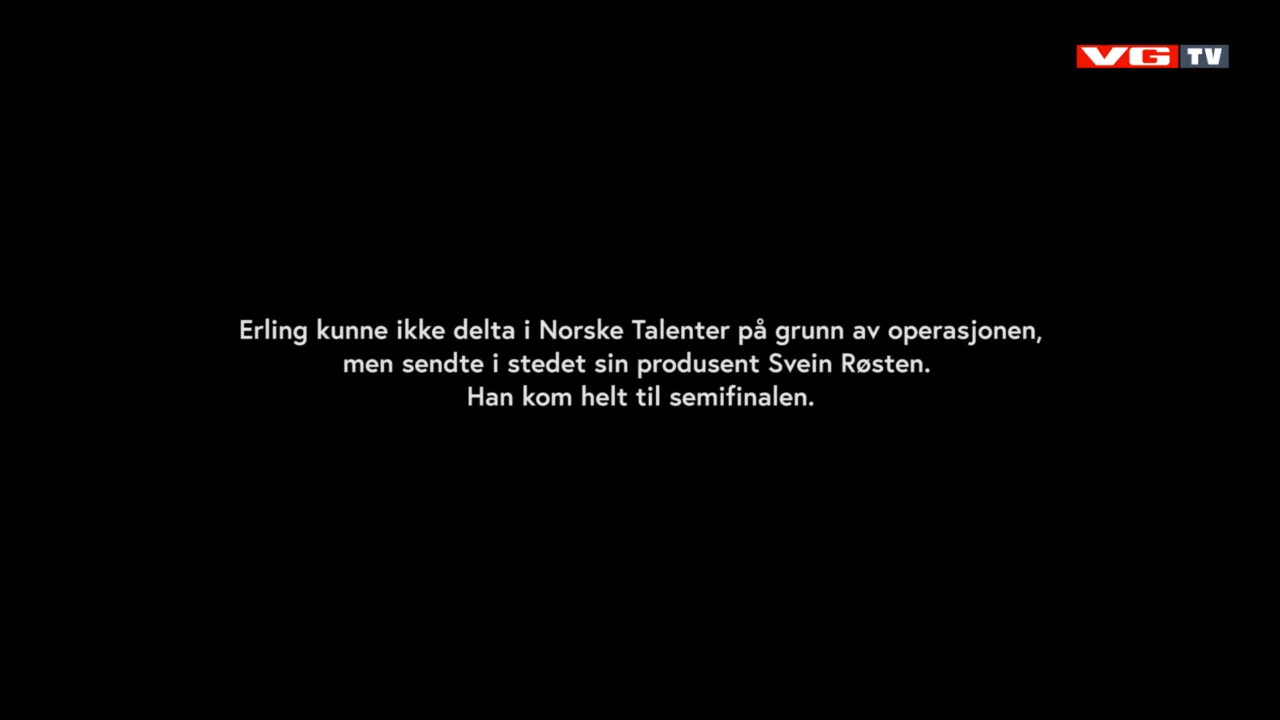 VG TV
Erling kunne ikke delta i Norske Talenter på grunn av operasjonen,
men sendte i stedet sin produsent Svein Røsten.
Han kom helt til semifinalen.